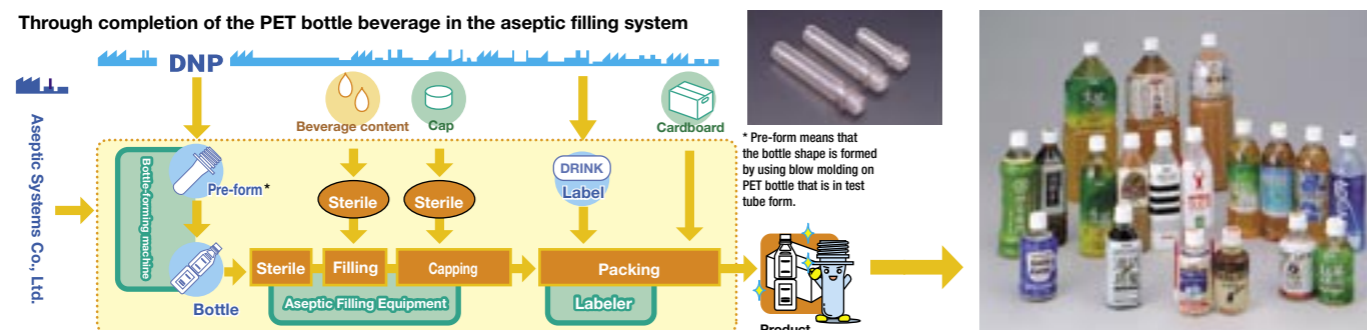 Through completion of the PET bottle beverage in the aseptic filling system
DNP
Aseptic Systems Co., Ltd.
Beverage content
Cap
Cardboard
Bottle-forming machine
Pre-form*
DRINK
Label
Sterile
Sterile
Bottle
Sterile
Filling
Capping
Packing
Aseptic Filling Equipment
Labeler
Product
* Pre-form means that
the bottle shape is formed
by using blow molding on
PET bottle that is in test
tube form.